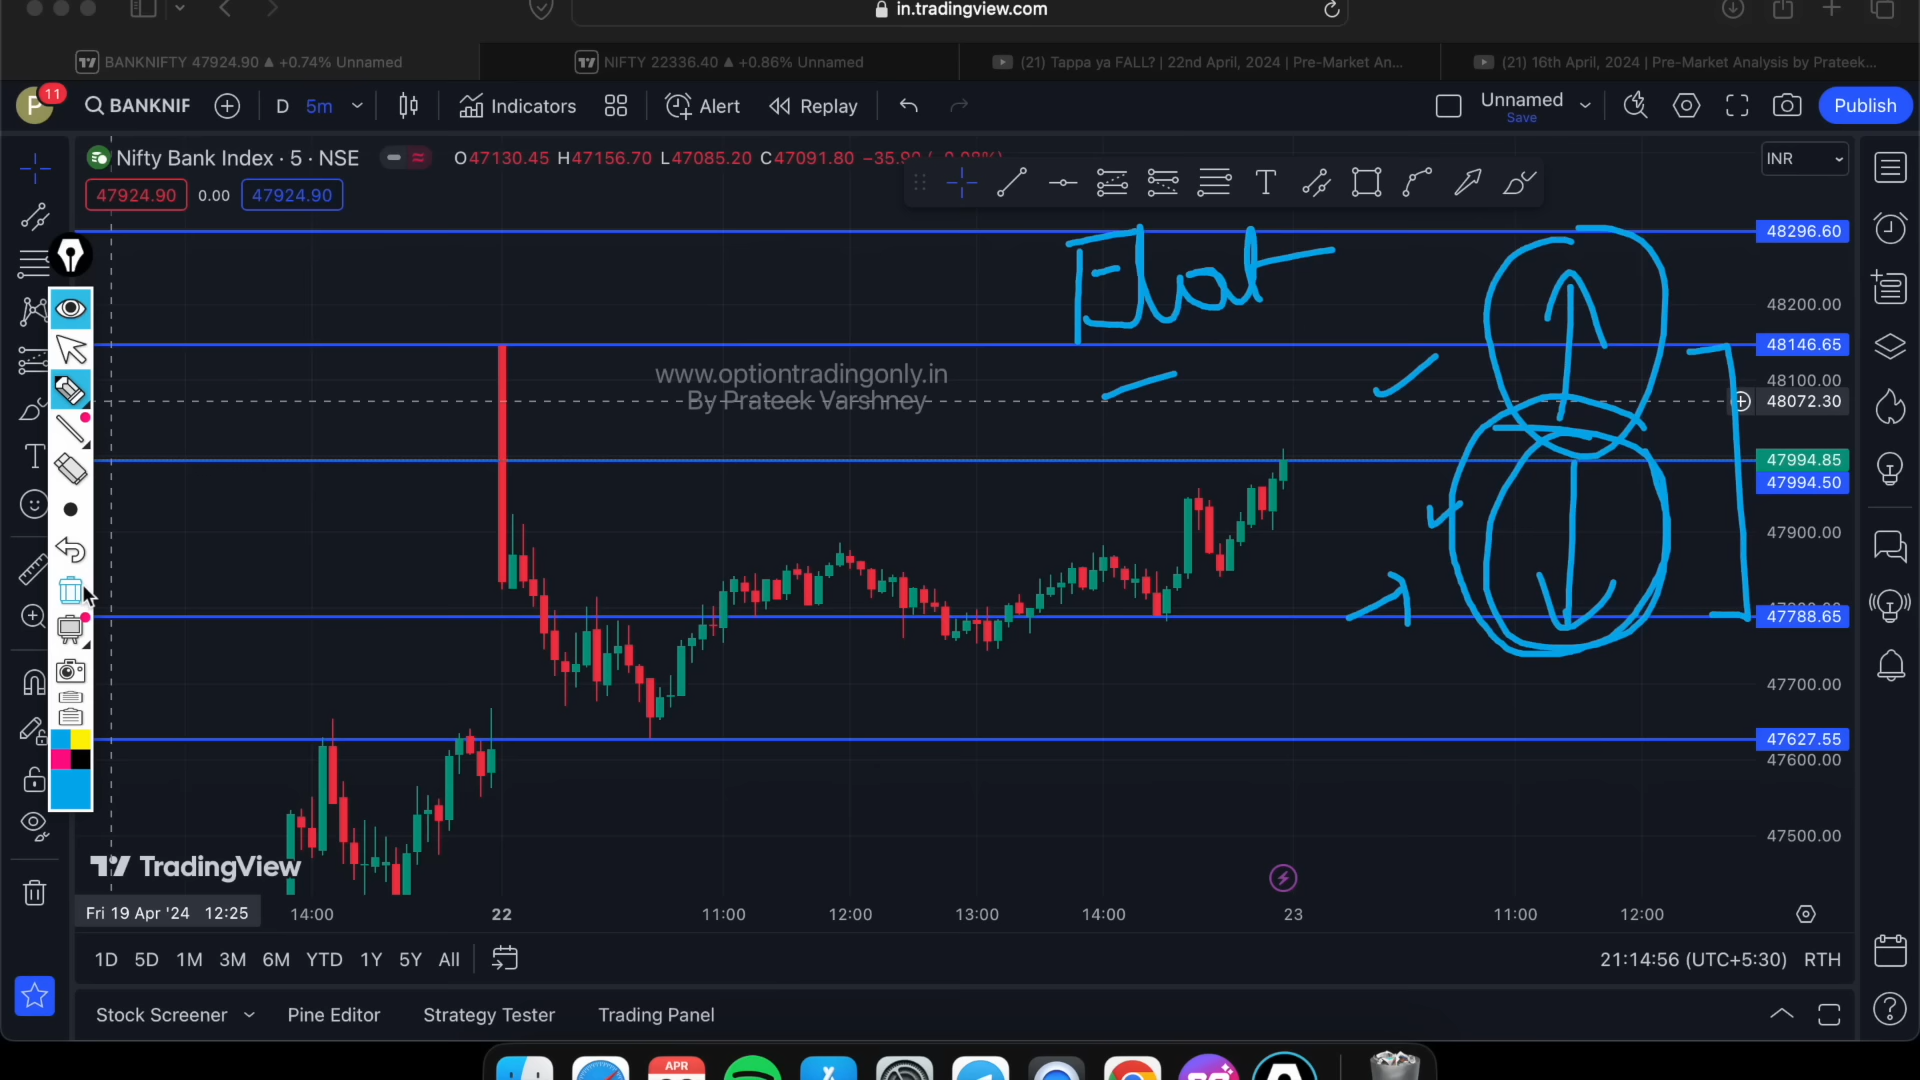 in.tradingview.com
BANKNIFTY 47924.90 ▲ +0.74% Unnamed
NIFTY 22336.40 ▲ +0.86% Unnamed
(21) Tappa ya FALL? | 22nd April, 2024 | Pre-Market An...
(21) 16th April, 2024 | Pre-Market Analysis by Prateek...
P 11
BANKNIF
D 5m
Indicators
Alert
Replay
Unnamed
Save
Publish
Nifty Bank Index · 5 · NSE
O47130.45 H47156.70 L47085.20 C47091.80
INR
47924.90 0.00 47924.90
48296.60
48200.00
48146.65
www.optiontradingonly.in
48100.00
By Prateek Varshney
48072.30
47994.85
47994.50
47900.00
47788.65
47700.00
47627.55
47600.00
47500.00
TradingView
Fri 19 Apr '24 12:25
14:00 22 11:00 12:00 13:00 14:00 23 11:00 12:00
1D 5D 1M 3M 6M YTD 1Y 5Y All
21:14:56 (UTC+5:30) RTH
Stock Screener
Pine Editor
Strategy Tester
Trading Panel
APR